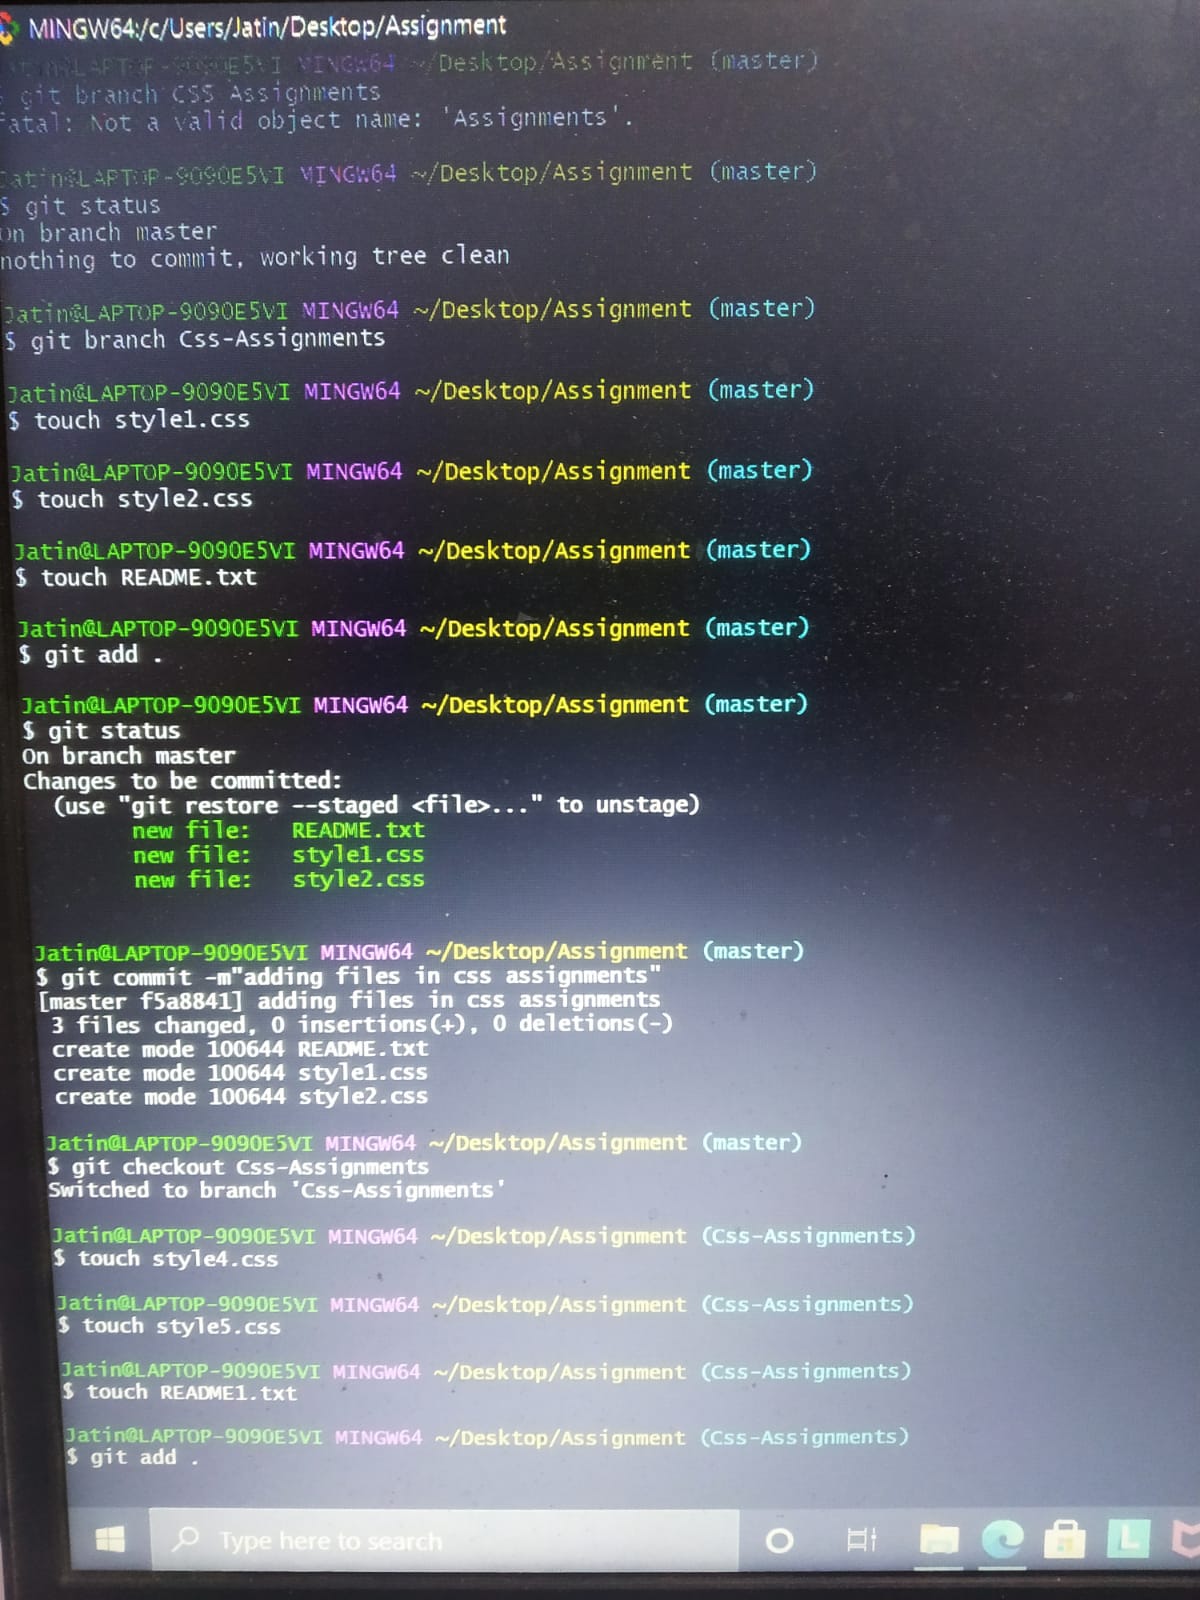 MINGW64:/c/Users/Jatin/Desktop/Assignment
Jatin@LAPTOP-9090E5VI MINGW64 ~/Desktop/Assignment (master)
$ git branch CSS Assignments
fatal: Not a valid object name: 'Assignments'.
Jatin@LAPTOP-9090E5VI MINGW64 ~/Desktop/Assignment (master)
$ git status
On branch master
nothing to commit, working tree clean
Jatin@LAPTOP-9090E5VI MINGW64 ~/Desktop/Assignment (master)
$ git branch Css-Assignments
Jatin@LAPTOP-9090E5VI MINGW64 ~/Desktop/Assignment (master)
$ touch style1.css
Jatin@LAPTOP-9090E5VI MINGW64 ~/Desktop/Assignment (master)
$ touch style2.css
Jatin@LAPTOP-9090E5VI MINGW64 ~/Desktop/Assignment (master)
$ touch README.txt
Jatin@LAPTOP-9090E5VI MINGW64 ~/Desktop/Assignment (master)
$ git add .
Jatin@LAPTOP-9090E5VI MINGW64 ~/Desktop/Assignment (master)
$ git status
On branch master
Changes to be committed:
(use "git restore --staged <file>..." to unstage)
new file: README.txt
new file: style1.css
new file: style2.css
Jatin@LAPTOP-9090E5VI MINGW64 ~/Desktop/Assignment (master)
$ git commit -m"adding files in css assignments"
[master f5a8841] adding files in css assignments
3 files changed, 0 insertions(+), 0 deletions(-)
create mode 100644 README.txt
create mode 100644 style1.css
create mode 100644 style2.css
Jatin@LAPTOP-9090E5VI MINGW64 ~/Desktop/Assignment (master)
$ git checkout Css-Assignments
Switched to branch 'Css-Assignments'
Jatin@LAPTOP-9090E5VI MINGW64 ~/Desktop/Assignment (Css-Assignments)
$ touch style4.css
Jatin@LAPTOP-9090E5VI MINGW64 ~/Desktop/Assignment (Css-Assignments)
$ touch style5.css
Jatin@LAPTOP-9090E5VI MINGW64 ~/Desktop/Assignment (Css-Assignments)
$ touch README1.txt
Jatin@LAPTOP-9090E5VI MINGW64 ~/Desktop/Assignment (Css-Assignments)
$ git add .
Type here to search
L